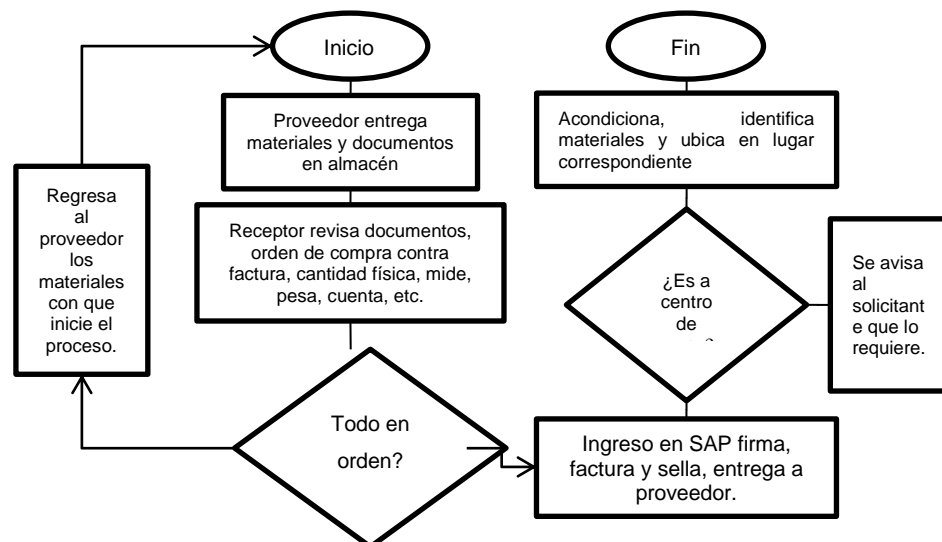 Inicio
Proveedor entrega
materiales y documentos
en almacén
Receptor revisa documentos,
orden de compra contra
factura, cantidad física, mide,
pesa, cuenta, etc.
Todo en
orden?
Regresa
al
proveedor
los
materiales
con que
inicie el
proceso.
Ingreso en SAP firma,
factura y sella, entrega a
proveedor.
¿Es a
centro
de
Se avisa
al
solicitant
e que lo
requiere.
Acondiciona, identifica
materiales y ubica en lugar
correspondiente
Fin